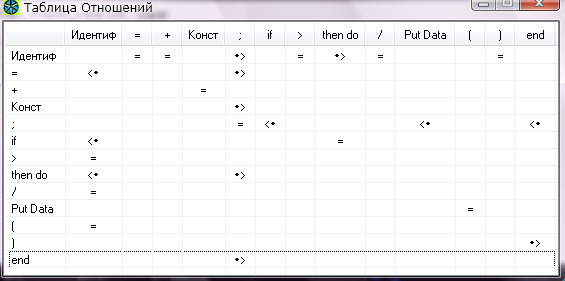 Таблица Отношений
Идентиф = + Конст ; if > then do / Put Data ( ) end
Идентиф = = •> = •> = =
= <• •>
+ =
Конст •>
; = <• <• <•
if <• =
> =
then do <• •>
/ =
Put Data =
( =
) •>
end •>